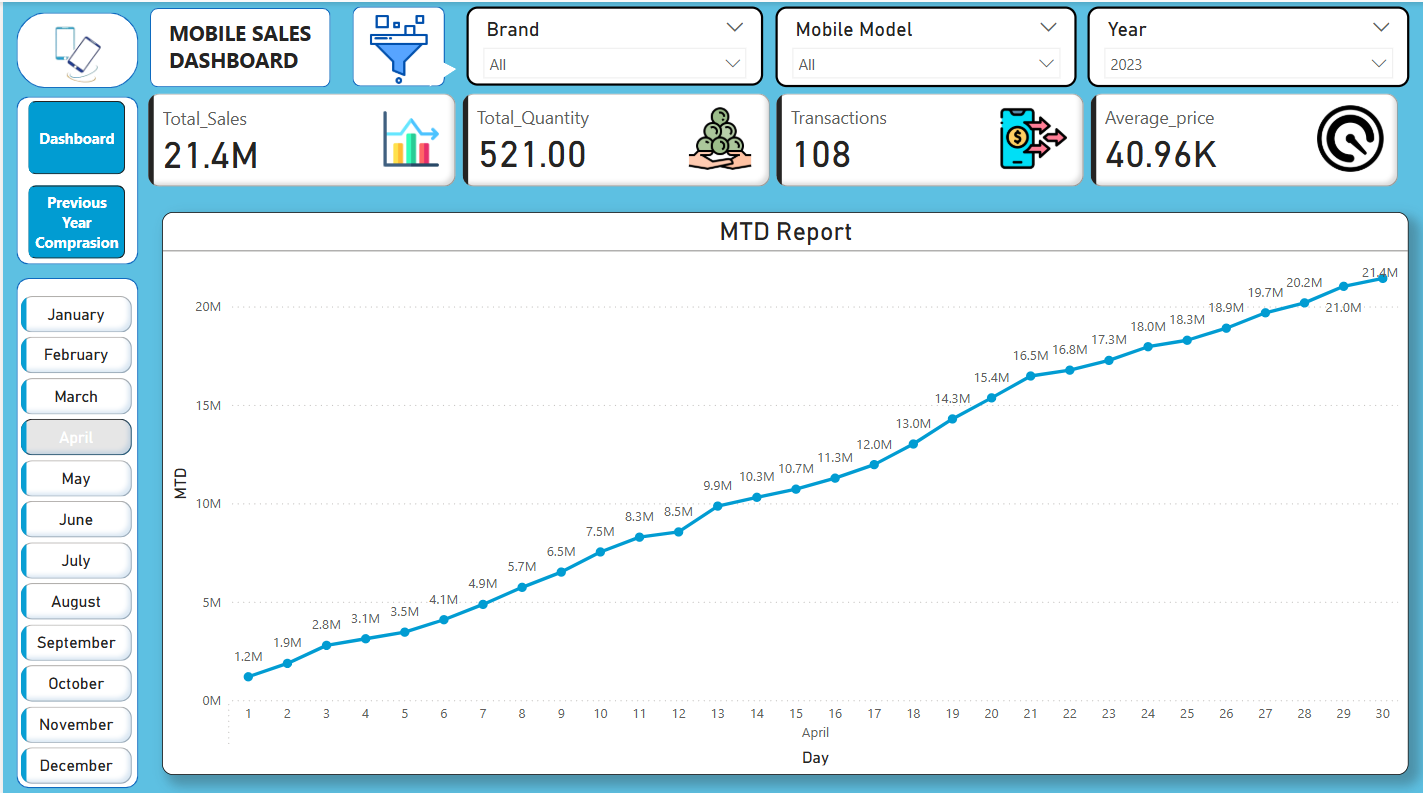 MOBILE SALES
DASHBOARD
Brand
All
Mobile Model
All
Year
2023
Dashboard
Previous
Year
Comprasion
Total_Sales
21.4M
Total_Quantity
521.00
Transactions
108
Average_price
40.96K
January
February
March
April
May
June
July
August
September
October
November
December
MTD Report
MTD
20M
15M
10M
5M
0M
1.2M 1.9M 2.8M 3.1M 3.5M 4.1M 4.9M 5.7M 6.5M 7.5M 8.3M 8.5M 9.9M 10.3M 10.7M 11.3M 12.0M 13.0M 14.3M 15.4M 16.5M 16.8M 17.3M 18.0M 18.3M 18.9M 19.7M 20.2M 21.0M 21.4M
1 2 3 4 5 6 7 8 9 10 11 12 13 14 15 16 17 18 19 20 21 22 23 24 25 26 27 28 29 30
April
Day